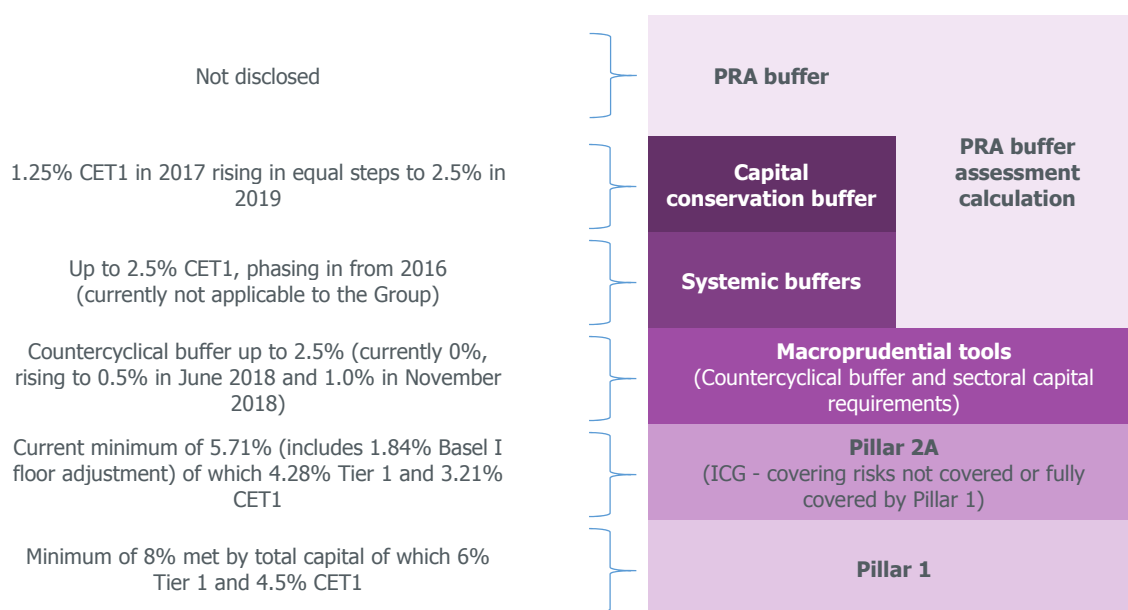 Not disclosed
PRA buffer
1.25% CET1 in 2017 rising in equal steps to 2.5% in
2019
Capital
conservation buffer
PRA buffer
assessment
calculation
Up to 2.5% CET1, phasing in from 2016
(currently not applicable to the Group)
Systemic buffers
Countercyclical buffer up to 2.5% (currently 0%,
rising to 0.5% in June 2018 and 1.0% in November
2018)
Macroprudential tools
(Countercyclical buffer and sectoral capital
requirements)
Current minimum of 5.71% (includes 1.84% Basel I
floor adjustment) of which 4.28% Tier 1 and 3.21%
CET1
Pillar 2A
(ICG - covering risks not covered or fully
covered by Pillar 1)
Minimum of 8% met by total capital of which 6%
Tier 1 and 4.5% CET1
Pillar 1